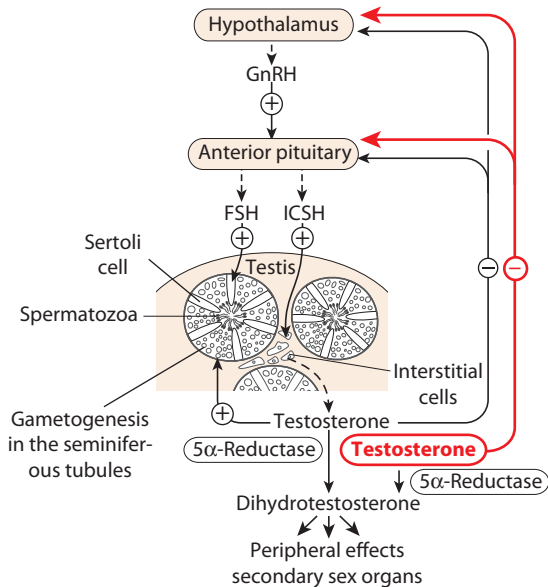 Hypothalamus
GnRH
+
Anterior pituitary
FSH ICSH
+ +
Sertoli
cell
Testis
− −
Spermatozoa
Interstitial
cells
Gametogenesis
in the seminifer-
ous tubules
+
Testosterone
5α-Reductase
Testosterone
5α-Reductase
Dihydrotestosterone
Peripheral effects
secondary sex organs